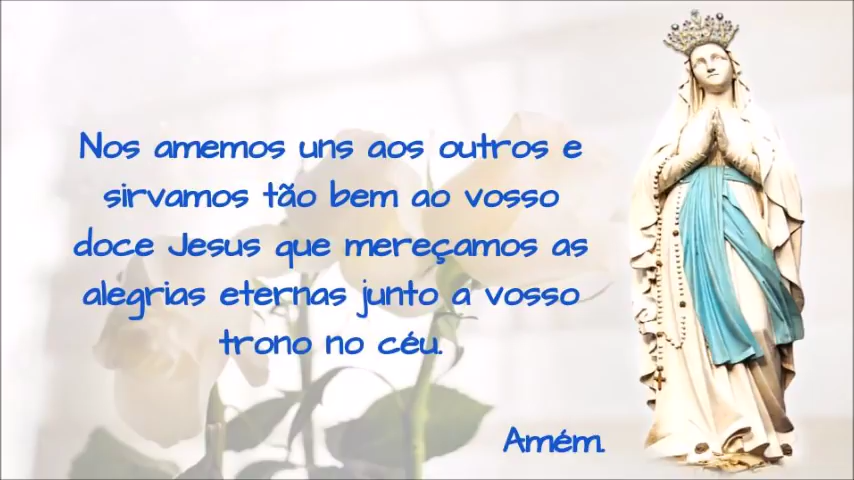 Nos amemos uns aos outros e
sirvamos tão bem ao vosso
doce Jesus que mereçamos as
alegrias eternas junto a vosso
trono no céu.
Amém.